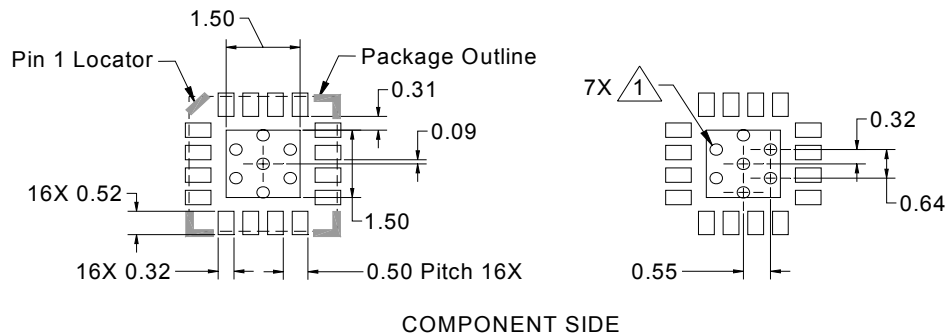 1.50
Pin 1 Locator
Package Outline
0.31
0.09
16X 0.52
1.50
16X 0.32
0.50 Pitch 16X
7X 1
0.32
0.64
0.55
COMPONENT SIDE